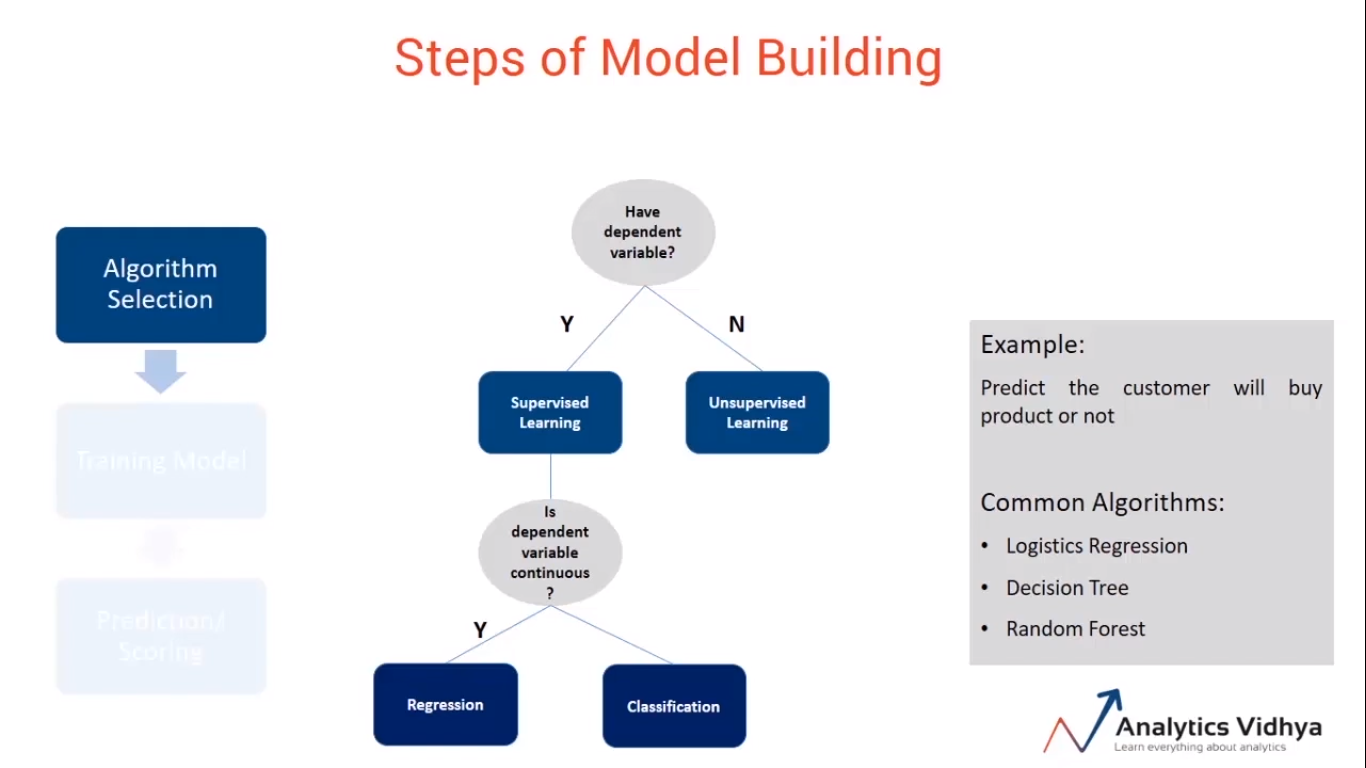 Steps of Model Building
Algorithm
Selection
Training Model
Prediction/
Scoring
Have
dependent
variable?
Y
N
Supervised
Learning
Unsupervised
Learning
Is
dependent
variable
continuous
?
Y
Regression
Classification
Example:
Predict the customer will buy
product or not
Common Algorithms:
• Logistics Regression
• Decision Tree
• Random Forest
Analytics Vidhya
Learn everything about analytics